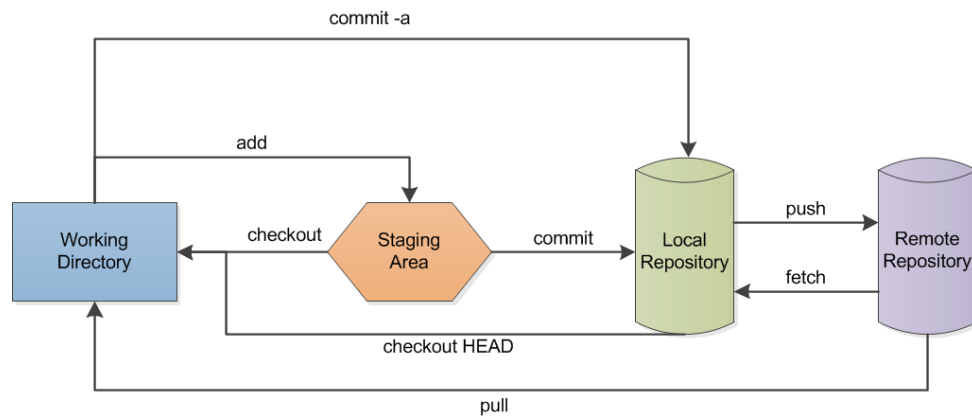 commit -a
add
Working
Directory
checkout
Staging
Area
commit
Local
Repository
push
fetch
Remote
Repository
checkout HEAD
pull